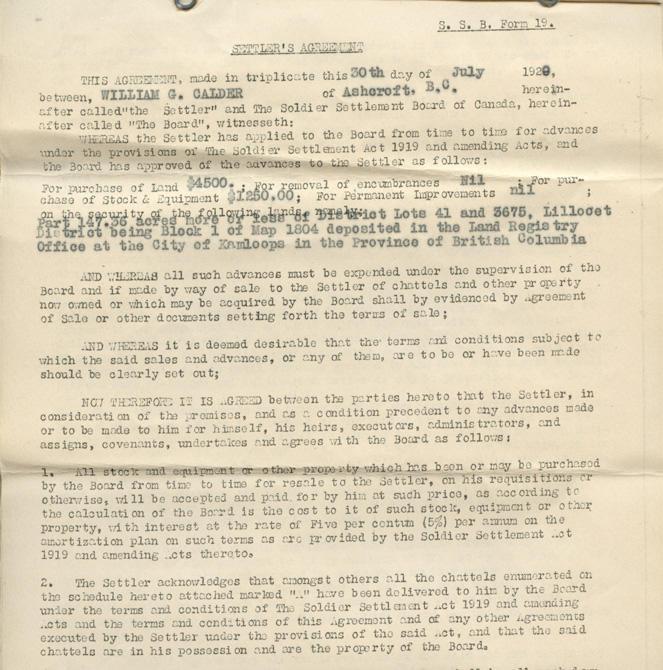 S. S. B. Form 19.
SETTLER'S AGREEMENT
THIS AGREEMENT, made in triplicate this 30th day of July 1920,
between, WILLIAM G. CALDER of Ashcroft, B.C. herein-
after called "the Settler" and The Soldier Settlement Board of Canada, herein-
after called "The Board", witnesseth:
WHEREAS the Settler has applied to the Board from time to time for advances
under the provisions of The Soldier Settlement Act 1919 and amending Acts, and
the Board has approved of the advances to the Settler as follows:
For purchase of Land $4500. ; For removal of encumbrances Nil ; For pur-
chase of Stock & Equipment $1250.00; For Permanent Improvements nil ;
on the security of the following lands, namely:
Part 147.36 acres more or less of District Lots 41 and 3675, Lillooet
District being Block 1 of Map 1804 deposited in the Land Registry
Office at the City of Kamloops in the Province of British Columbia
AND WHEREAS all such advances must be expended under the supervision of the
Board and if made by way of sale to the Settler of chattels and other property
now owned or which may be acquired by the Board shall by evidenced by Agreement
of Sale or other documents setting forth the terms of sale;
AND WHEREAS it is deemed desirable that the terms and conditions subject to
which the said sales and advances, or any of them, are to be or have been made
should be clearly set out;
NOW THEREFORE IT IS AGREED between the parties hereto that the Settler, in
consideration of the premises, and as a condition precedent to any advances made
or to be made to him for himself, his heirs, executors, administrators, and
assigns, covenants, undertakes and agrees with the Board as follows:
1. All stock and equipment or other property which has been or may be purchased
by the Board from time to time for resale to the Settler, on his requisitions or
otherwise, will be accepted and paid for by him at such price, as according to
the calculation of the Board is the cost to it of such stock, equipment or other
property, with interest at the rate of Five per centum (5%) per annum on the
amortization plan on such terms as are provided by the Soldier Settlement Act
1919 and amending Acts thereto.
2. The Settler acknowledges that amongst others all the chattels enumerated on
the schedule hereto attached marked "A" have been delivered to him by the Board
under the terms and conditions of The Soldier Settlement Act 1919 and amending
Acts and the terms and conditions of this Agreement and of any other Agreements
executed by the Settler under the provisions of the said Act, and that the said
chattels are in his possession and are the property of the Board.